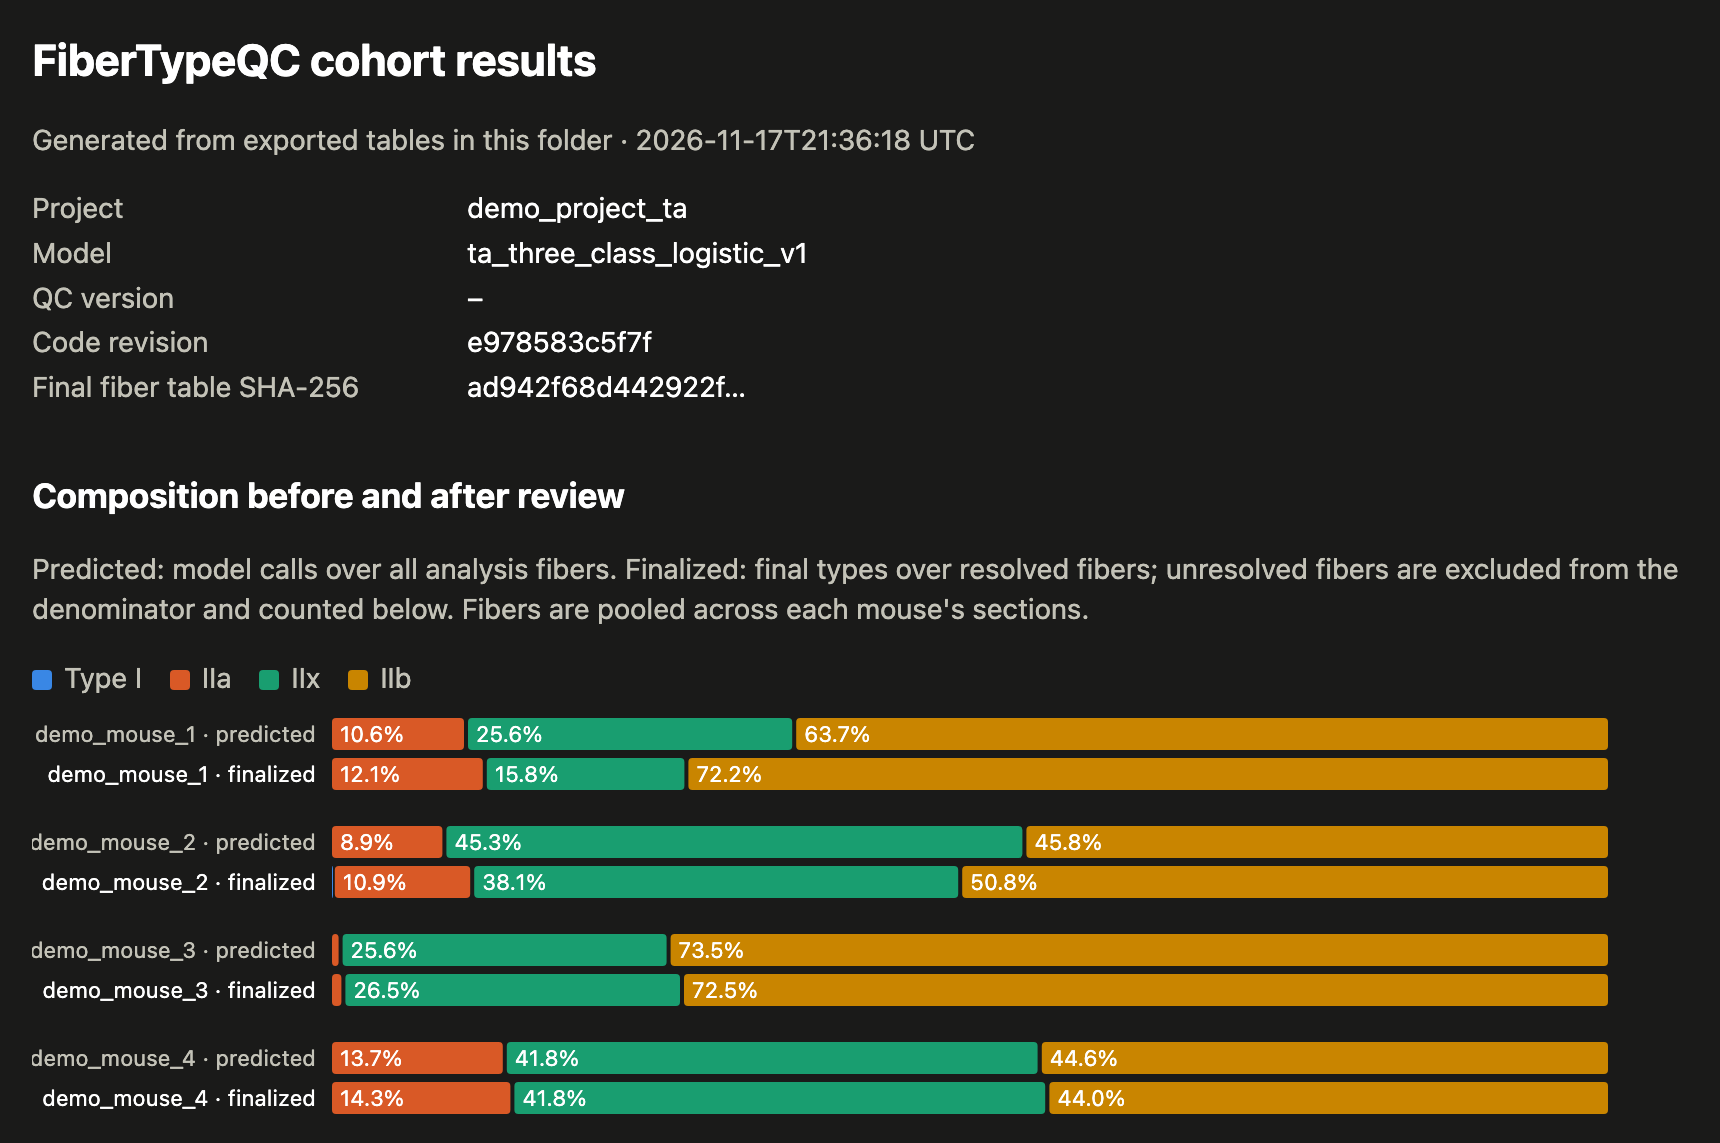 FiberTypeQC cohort results
Generated from exported tables in this folder · 2026-11-17T21:36:18 UTC
Project demo_project_ta
Model ta_three_class_logistic_v1
QC version –
Code revision e978583c5f7f
Final fiber table SHA-256 ad942f68d442922f…
Composition before and after review
Predicted: model calls over all analysis fibers. Finalized: final types over resolved fibers; unresolved fibers are excluded from the
denominator and counted below. Fibers are pooled across each mouse's sections.
Type I IIa IIx IIb
demo_mouse_1 · predicted 10.6% 25.6% 63.7%
demo_mouse_1 · finalized 12.1% 15.8% 72.2%
demo_mouse_2 · predicted 8.9% 45.3% 45.8%
demo_mouse_2 · finalized 10.9% 38.1% 50.8%
demo_mouse_3 · predicted 25.6% 73.5%
demo_mouse_3 · finalized 26.5% 72.5%
demo_mouse_4 · predicted 13.7% 41.8% 44.6%
demo_mouse_4 · finalized 14.3% 41.8% 44.0%